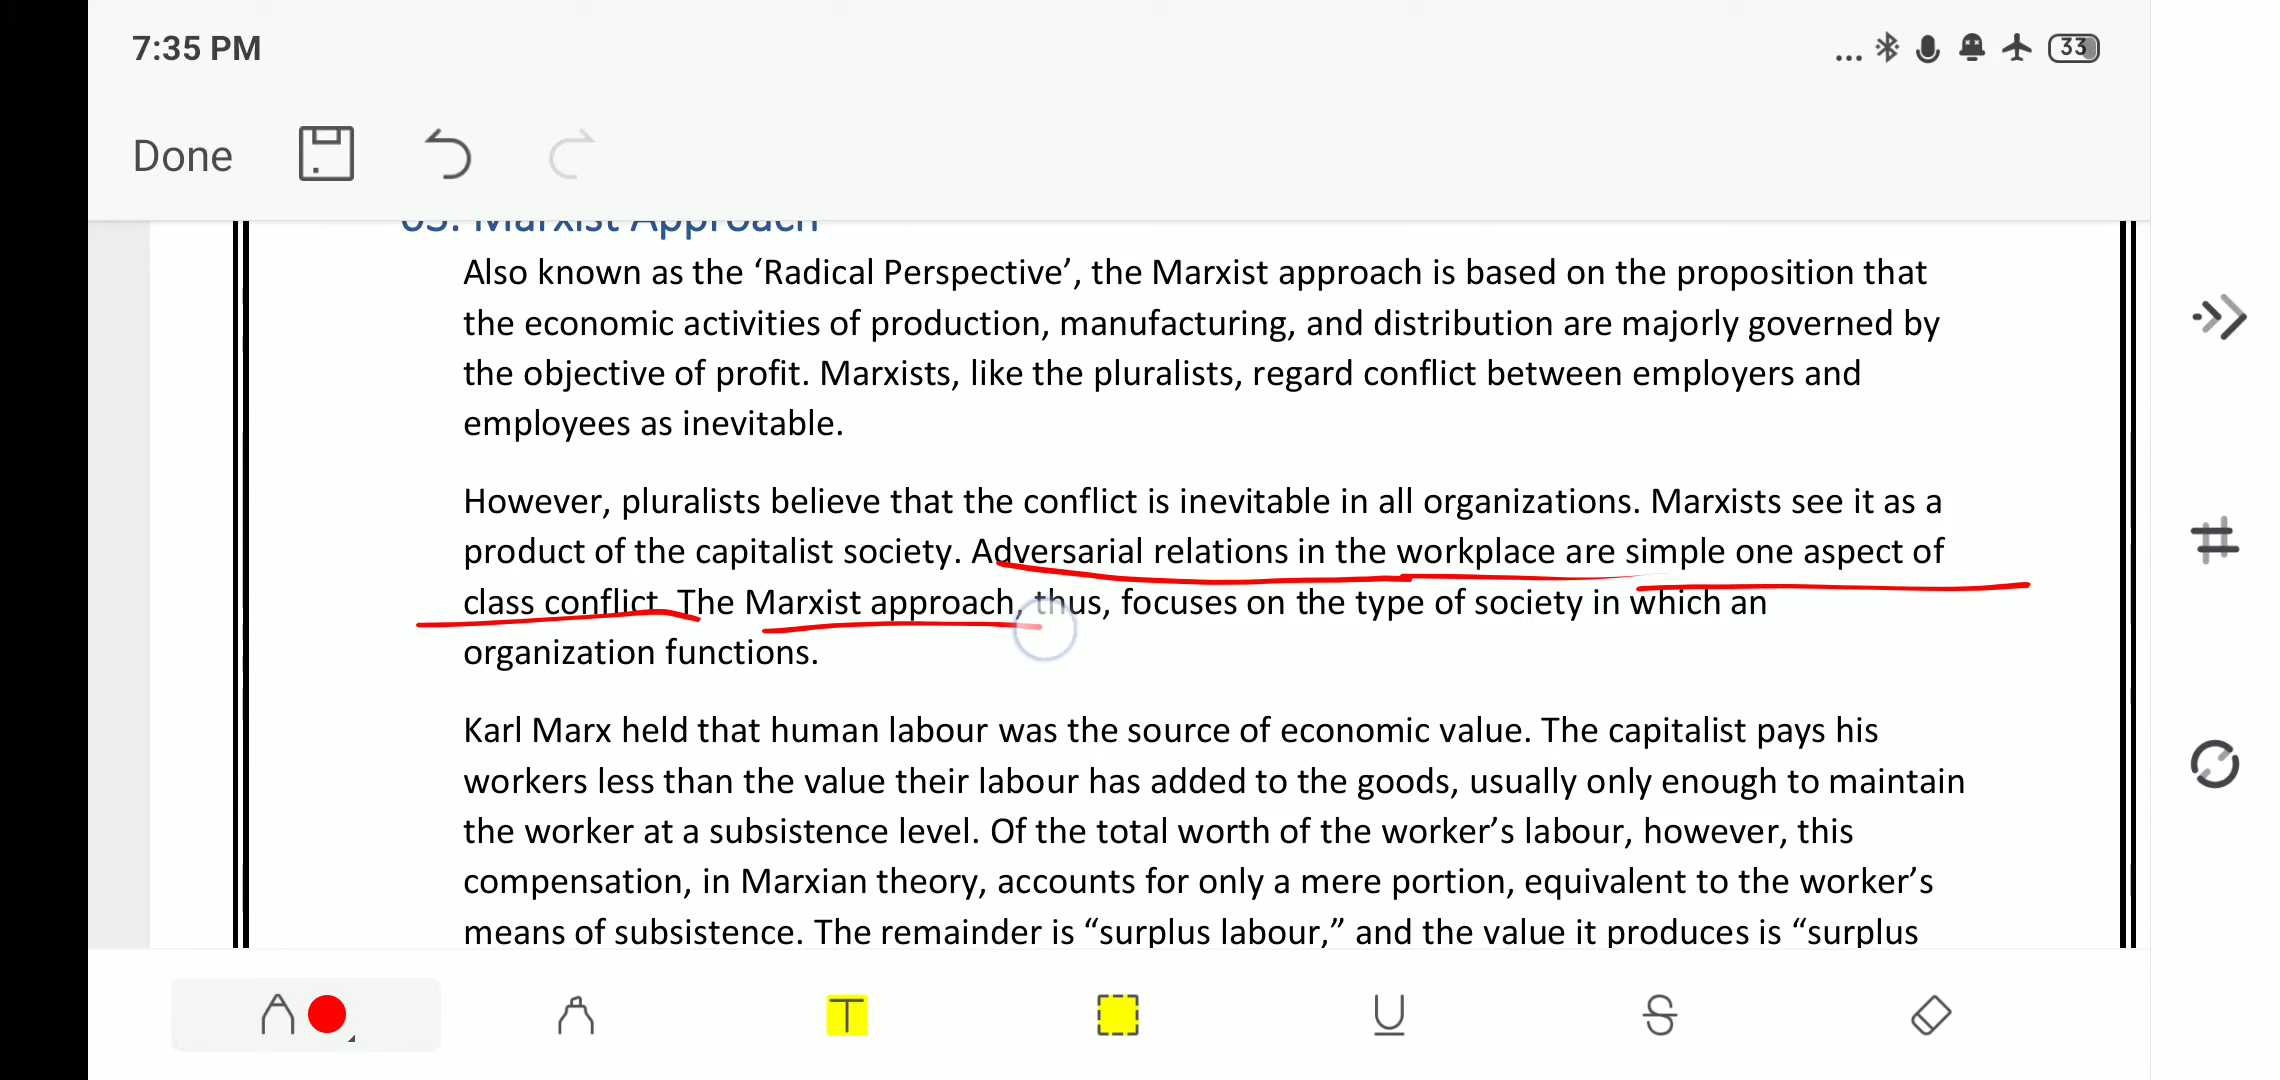 7:35 PM
33
Done
03. Marxist Approach
Also known as the ‘Radical Perspective’, the Marxist approach is based on the proposition that
the economic activities of production, manufacturing, and distribution are majorly governed by
the objective of profit. Marxists, like the pluralists, regard conflict between employers and
employees as inevitable.
However, pluralists believe that the conflict is inevitable in all organizations. Marxists see it as a
product of the capitalist society. Adversarial relations in the workplace are simple one aspect of
class conflict. The Marxist approach, thus, focuses on the type of society in which an
organization functions.
Karl Marx held that human labour was the source of economic value. The capitalist pays his
workers less than the value their labour has added to the goods, usually only enough to maintain
the worker at a subsistence level. Of the total worth of the worker’s labour, however, this
compensation, in Marxian theory, accounts for only a mere portion, equivalent to the worker’s
means of subsistence. The remainder is “surplus labour,” and the value it produces is “surplus